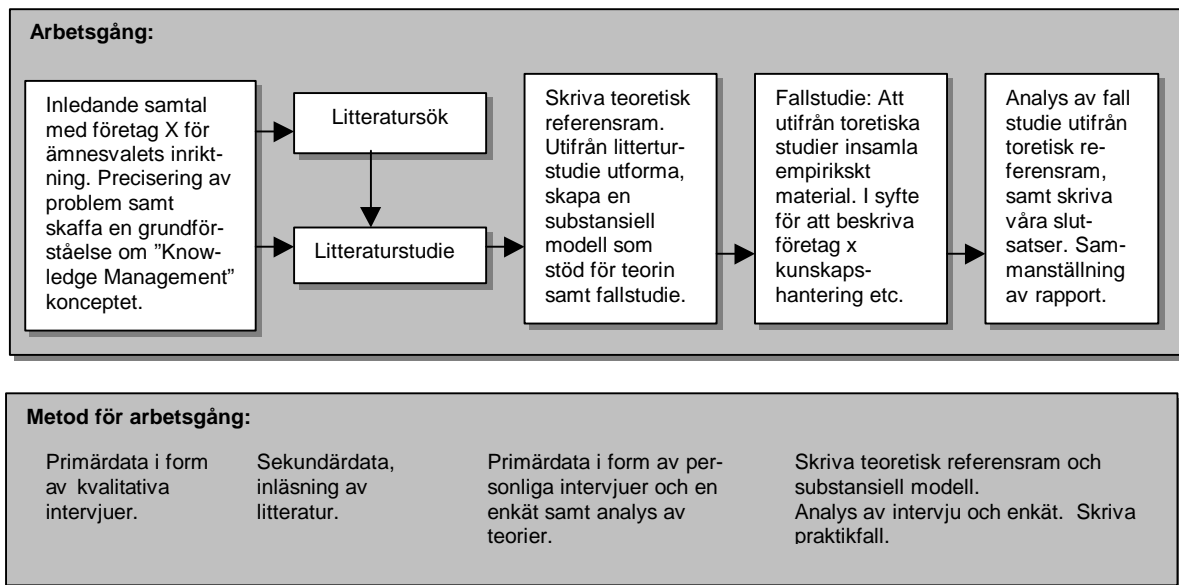 Arbetsgång:
Inledande samtal
med företag X för
ämnesvalets inrikt-
ning. Precisering av
problem samt
skaffa en grundför-
ståelse om ”Know-
ledge Management”
konceptet.
Litteratursök
Litteraturstudie
Skriva teoretisk
referensram.
Utifrån littertur-
studie utforma,
skapa en
substansiell
modell som
stöd för teorin
samt fallstudie.
Fallstudie: Att
utifrån toretiska
studier insamla
empirikskt
material. I syfte
för att beskriva
företag x
kunskaps-
hantering etc.
Analys av fall
studie utifrån
toretisk re-
ferensram,
samt skriva
våra slut-
satser. Sam-
manställning
av rapport.
Metod för arbetsgång:
Primärdata i form
av kvalitativa
intervjuer.
Sekundärdata,
inläsning av
litteratur.
Primärdata i form av per-
sonliga intervjuer och en
enkät samt analys av
teorier.
Skriva teoretisk referensram och
substansiell modell.
Analys av intervju och enkät. Skriva
praktikfall.